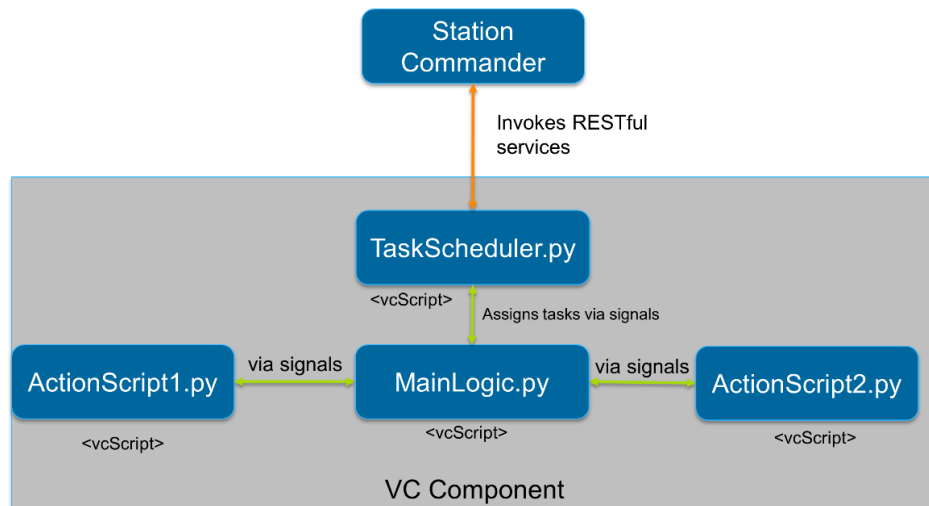 Station
Commander
Invokes RESTful
services
TaskScheduler.py
<vcScript>
Assigns tasks via signals
ActionScript1.py
via signals
MainLogic.py
via signals
ActionScript2.py
<vcScript>
<vcScript>
<vcScript>
VC Component